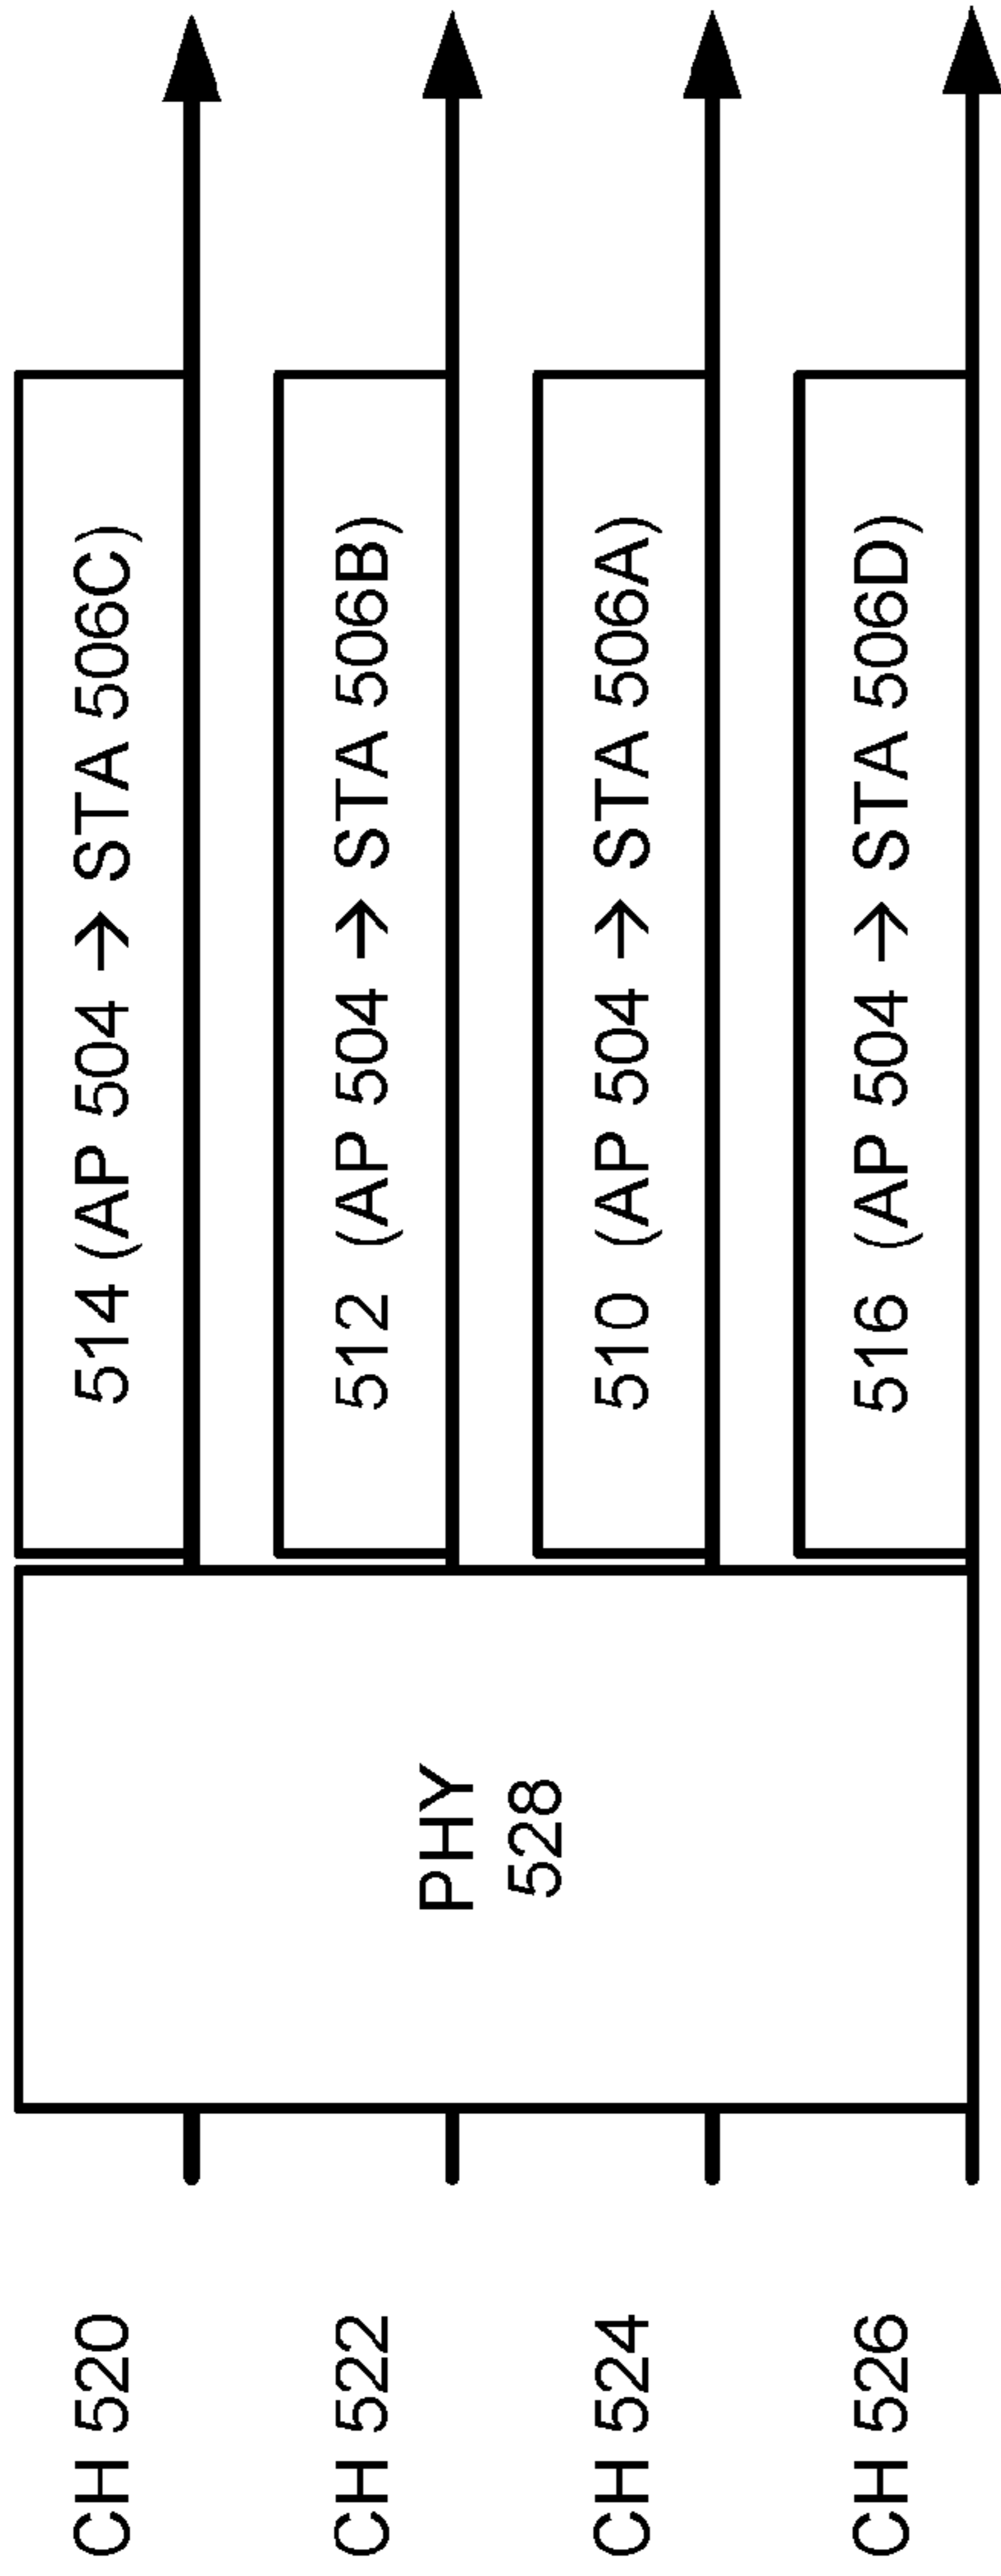 CH 520
514 (AP 504 → STA 506C)
CH 522
512 (AP 504 → STA 506B)
PHY
528
CH 524
510 (AP 504 → STA 506A)
CH 526
516 (AP 504 → STA 506D)